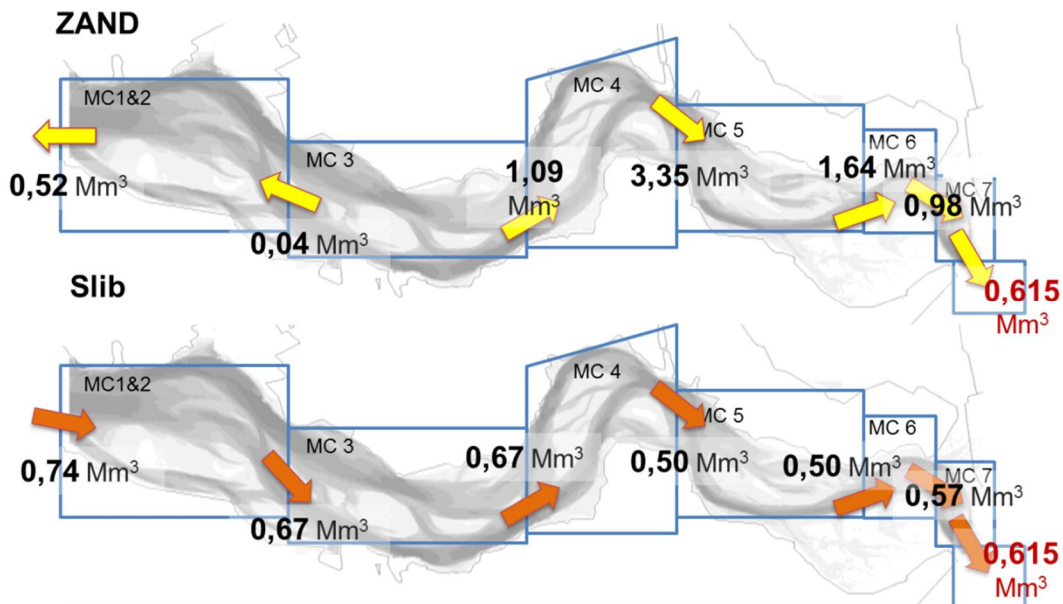 ZAND
MC1&2
MC 3
MC 4
MC 5
MC 6
MC 7
0,52 Mm³
0,04 Mm³
1,09
Mm³
3,35 Mm³
1,64 Mm³
0,98 Mm³
0,615
Mm³
Slib
MC1&2
MC 3
MC 4
MC 5
MC 6
MC 7
0,74 Mm³
0,67 Mm³
0,67 Mm³
0,50 Mm³
0,50 Mm³
0,57 Mm³
0,615
Mm³